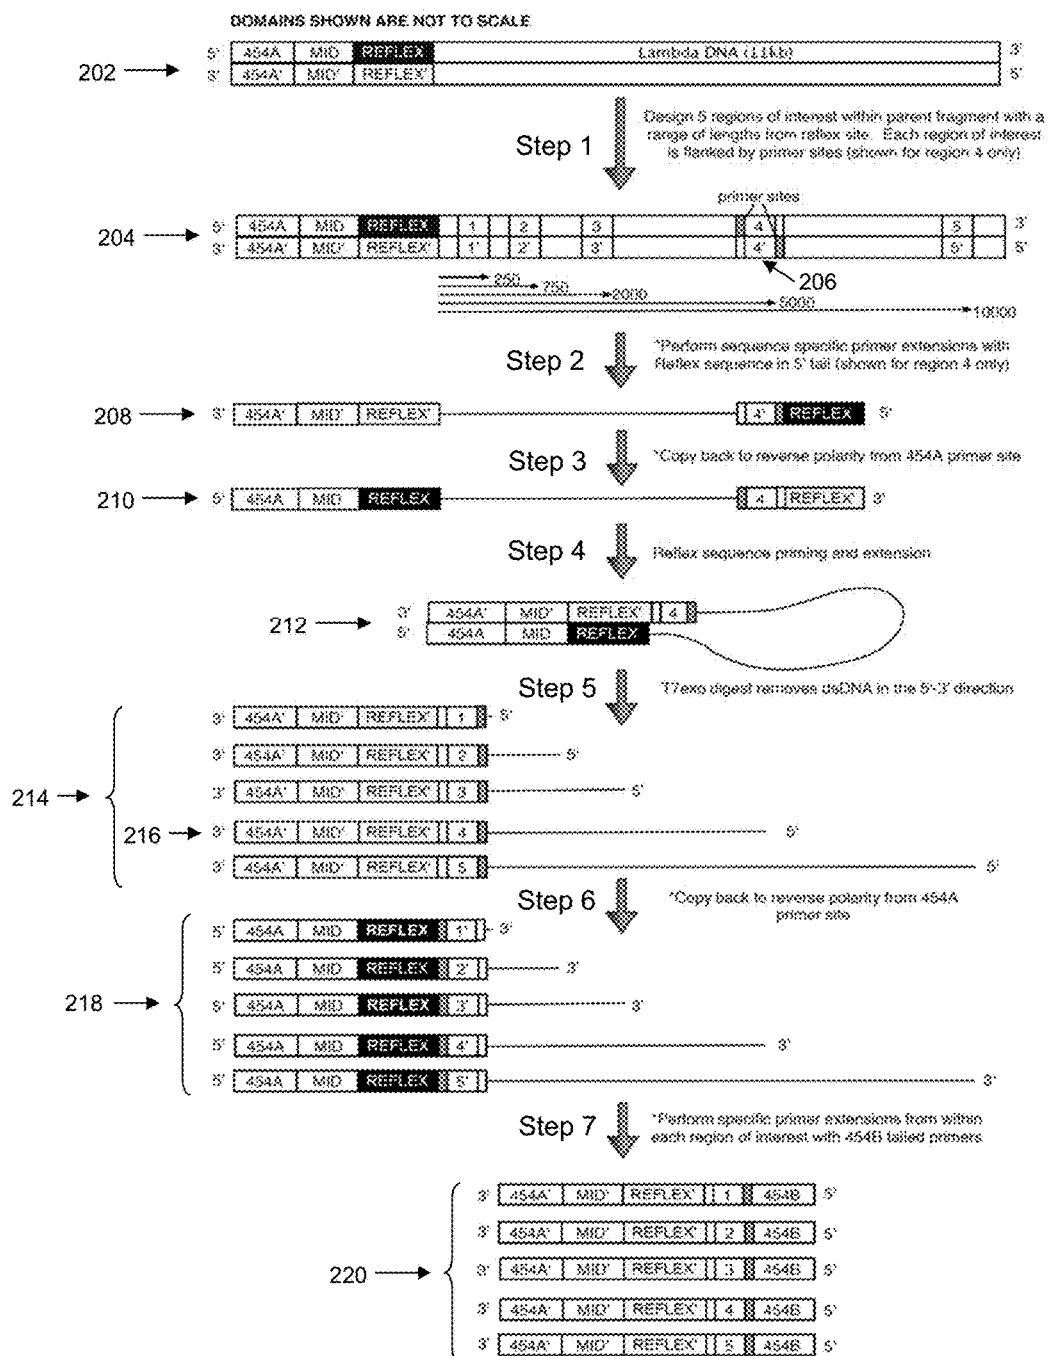 DOMAINS SHOWN ARE NOT TO SCALE
5' 454A MID REFLEX Lambda DNA (11kb) 3'
202
3' 454A' MID' REFLEX' 5'
Step 1
Design 5 regions of interest within parent fragment with a
range of lengths from reflex site. Each region of interest
is flanked by primer sites (shown for region 4 only)
primer sites
5' 454A MID REFLEX 1 2 3 4 5 3'
204
3' 454A' MID' REFLEX' 1' 2' 3' 4' 5' 5'
206
250
750
2000
5000
10000
Step 2
*Perform sequence specific primer extensions with
Reflex sequence in 5' tail (shown for region 4 only)
208 3' 454A' MID' REFLEX' 4' REFLEX 5'
Step 3
*Copy back to reverse polarity from 454A primer site
210 5' 454A MID REFLEX 4 REFLEX' 3'
Step 4
Reflex sequence priming and extension
3' 454A' MID' REFLEX' 4
212
5' 454A MID REFLEX
Step 5
T7exo digest removes dsDNA in the 5'-3' direction
3' 454A' MID' REFLEX' 1 5'
3' 454A' MID' REFLEX' 2 5'
214
3' 454A' MID' REFLEX' 3 5'
216 3' 454A' MID' REFLEX' 4 5'
3' 454A' MID' REFLEX' 5 5'
Step 6
*Copy back to reverse polarity from 454A
primer site
5' 454A MID REFLEX 1' 3'
5' 454A MID REFLEX 2' 3'
218
5' 454A MID REFLEX 3' 3'
5' 454A MID REFLEX 4' 3'
5' 454A MID REFLEX 5' 3'
Step 7
*Perform specific primer extensions from within
each region of interest with 454B tailed primers
3' 454A' MID' REFLEX' 1 454B 5'
3' 454A' MID' REFLEX' 2 454B 5'
220
3' 454A' MID' REFLEX' 3 454B 5'
3' 454A' MID' REFLEX' 4 454B 5'
3' 454A' MID' REFLEX' 5 454B 5'